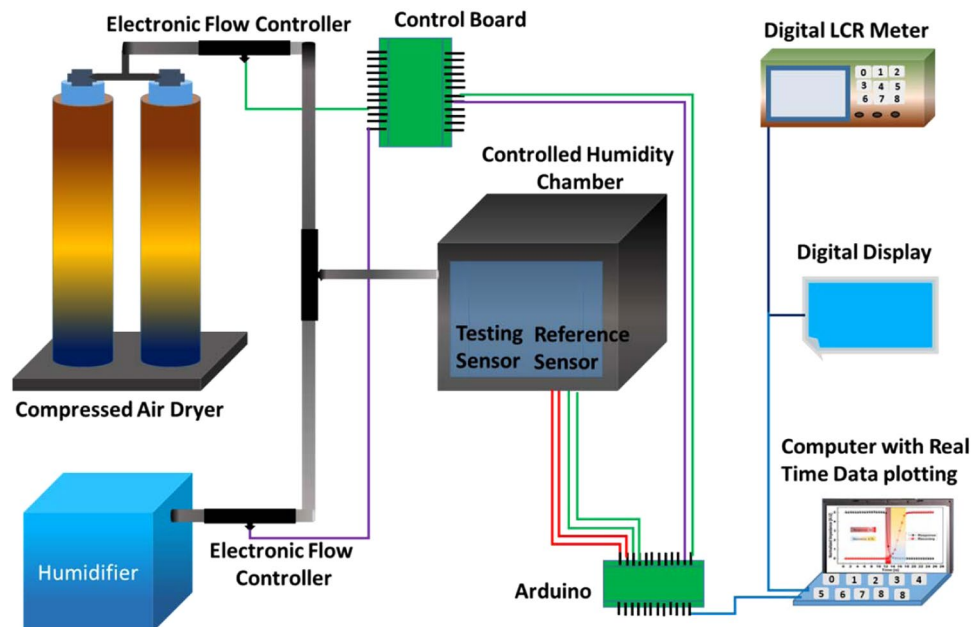 Electronic Flow Controller
Control Board
Digital LCR Meter
0 1 2
3 4 5
6 7 8
Controlled Humidity
Chamber
Digital Display
Testing Reference
Sensor Sensor
Compressed Air Dryer
Computer with Real
Time Data plotting
Electronic Flow
Controller
Humidifier
Arduino
0 1 2 3 4
5 6 7 8 8